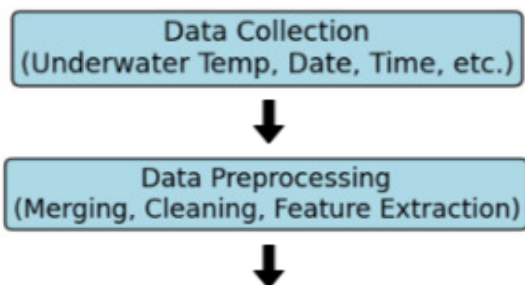 Data Collection
(Underwater Temp, Date, Time, etc.)
Data Preprocessing
(Merging, Cleaning, Feature Extraction)